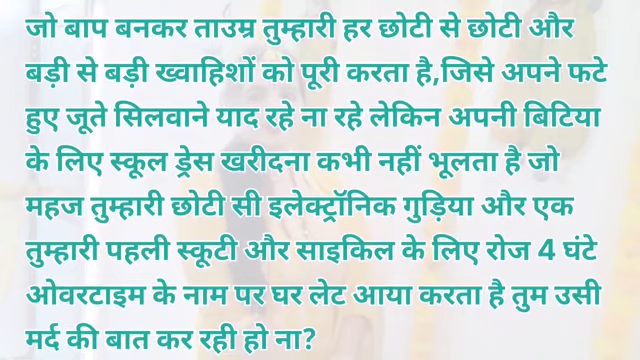 जो बाप बनकर ताउम्र तुम्हारी हर छोटी से छोटी और
बड़ी से बड़ी ख्वाहिशों को पूरी करता है,जिसे अपने फटे
हुए जूते सिलवाने याद रहे ना रहे लेकिन अपनी बिटिया
के लिए स्कूल ड्रेस खरीदना कभी नहीं भूलता है जो
महज तुम्हारी छोटी सी इलेक्ट्रॉनिक गुड़िया और एक
तुम्हारी पहली स्कूटी और साइकिल के लिए रोज 4 घंटे
ओवरटाइम के नाम पर घर लेट आया करता है तुम उसी
मर्द की बात कर रही हो ना?